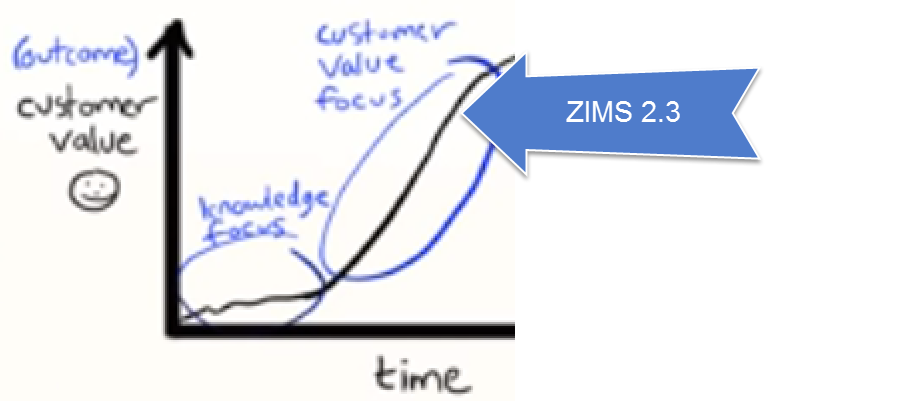 (outcome)
customer
value
customer
value
focus
ZIMS 2.3
knowledge
focus
time